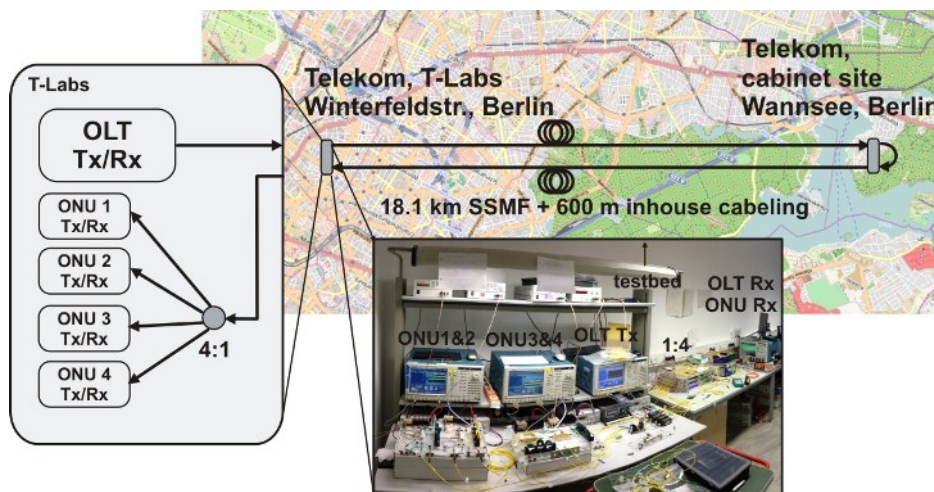 T-Labs
OLT
Tx/Rx
ONU 1
Tx/Rx
ONU 2
Tx/Rx
ONU 3
Tx/Rx
ONU 4
Tx/Rx
4:1
Telekom, T-Labs
Winterfeldstr., Berlin
Telekom,
cabinet site
Wannsee, Berlin
18.1 km SSMF + 600 m inhouse cabeling
testbed
OLT Rx
ONU Rx
ONU1&2
ONU3&4
OLT Tx
1:4